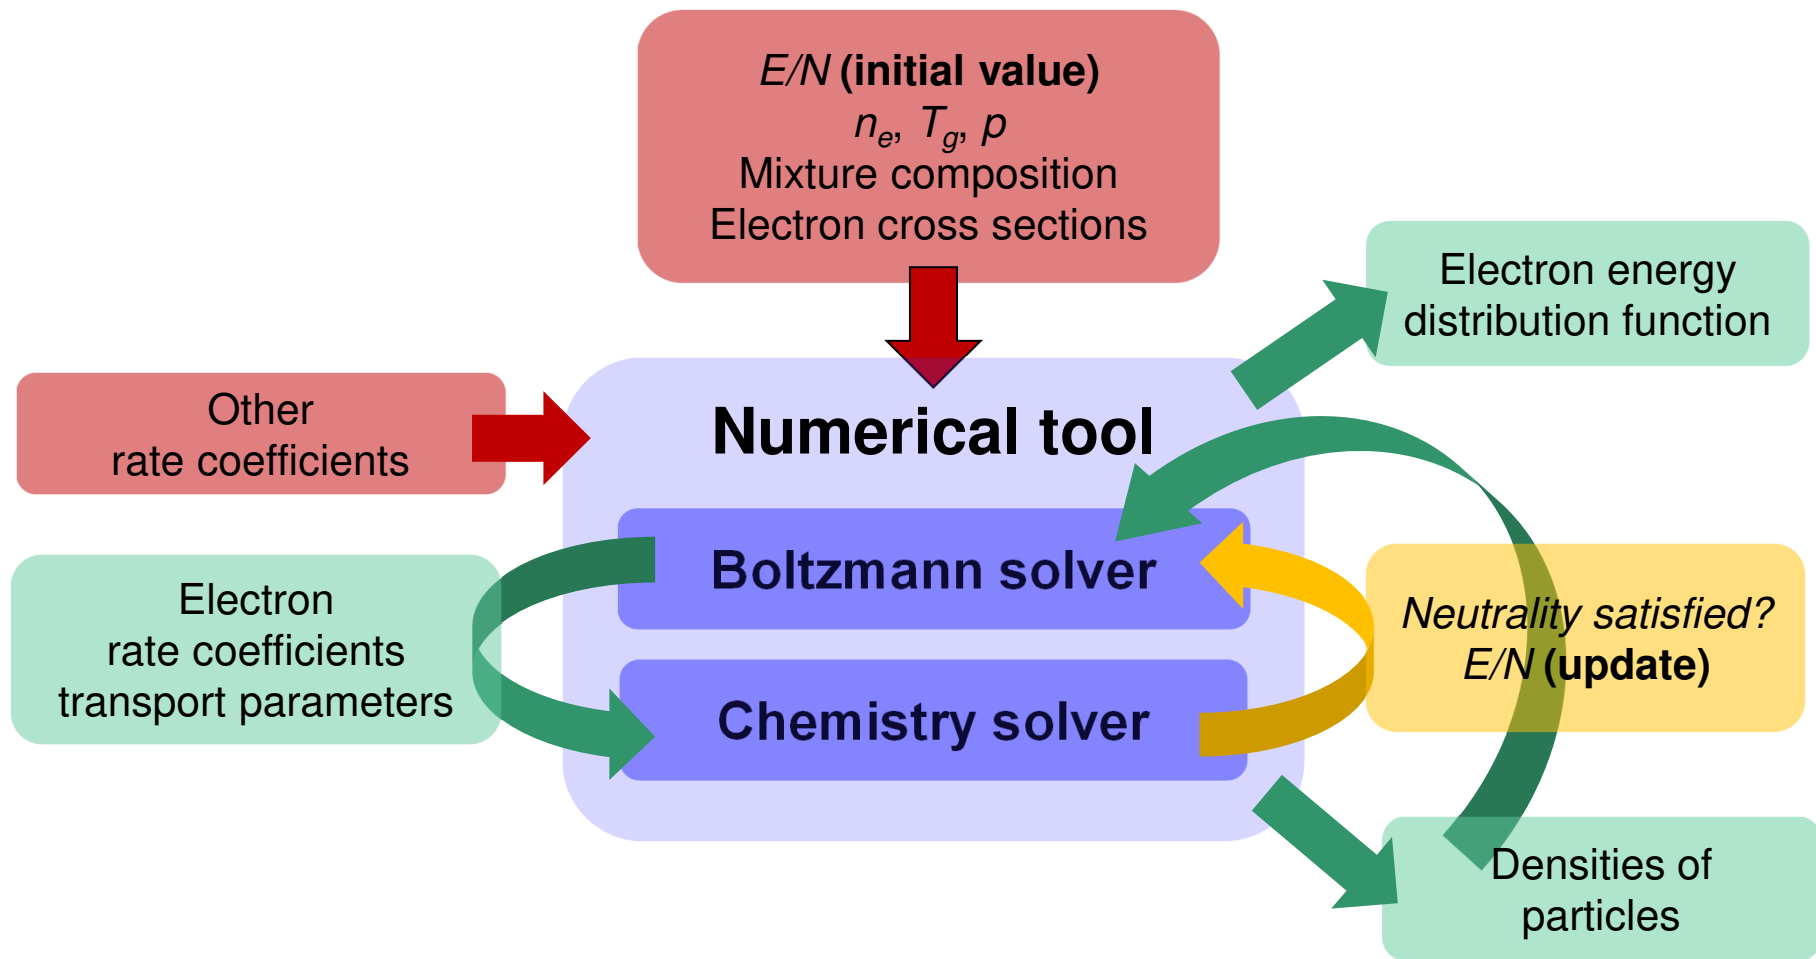 E/N (initial value)
nₑ, T_g, p
Mixture composition
Electron cross sections
Electron energy
distribution function
Other
rate coefficients
Numerical tool
Boltzmann solver
Electron
rate coefficients
transport parameters
Neutrality satisfied?
E/N (update)
Chemistry solver
Densities of
particles